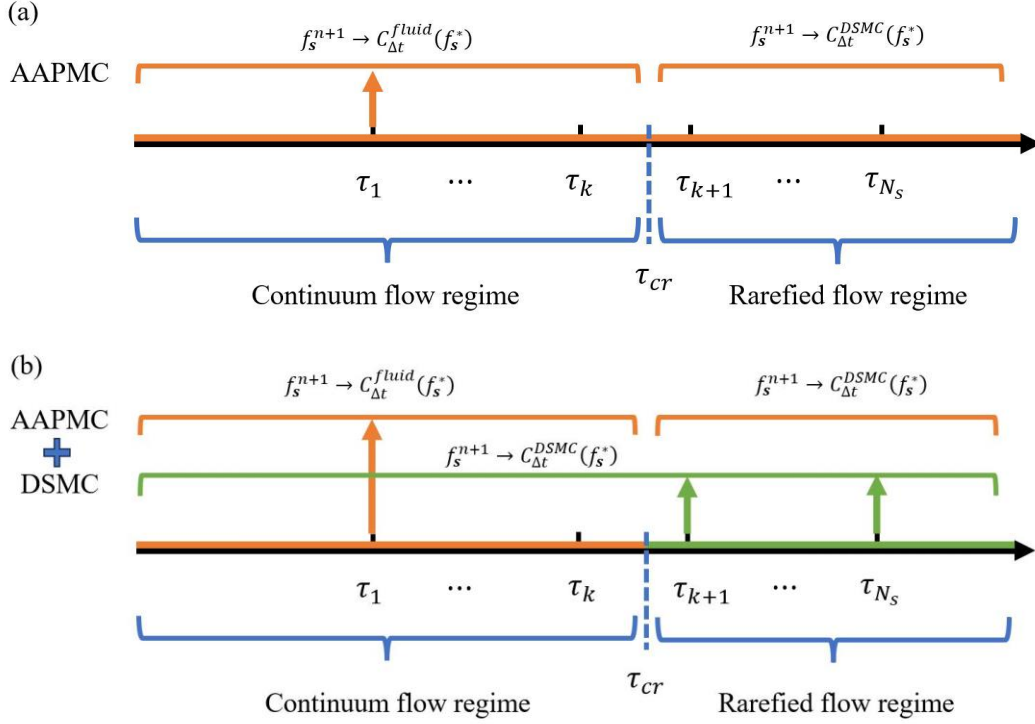 (a)
f_s^{n+1} → C_{Δt}^{fluid}(f_s^*)
f_s^{n+1} → C_{Δt}^{DSMC}(f_s^*)
AAPMC
τ_1 ⋯ τ_k τ_{k+1} ⋯ τ_{N_s}
τ_{cr}
Continuum flow regime
Rarefied flow regime
(b)
f_s^{n+1} → C_{Δt}^{fluid}(f_s^*)
f_s^{n+1} → C_{Δt}^{DSMC}(f_s^*)
AAPMC
+
DSMC
f_s^{n+1} → C_{Δt}^{DSMC}(f_s^*)
τ_1 ⋯ τ_k τ_{k+1} ⋯ τ_{N_s}
τ_{cr}
Continuum flow regime
Rarefied flow regime